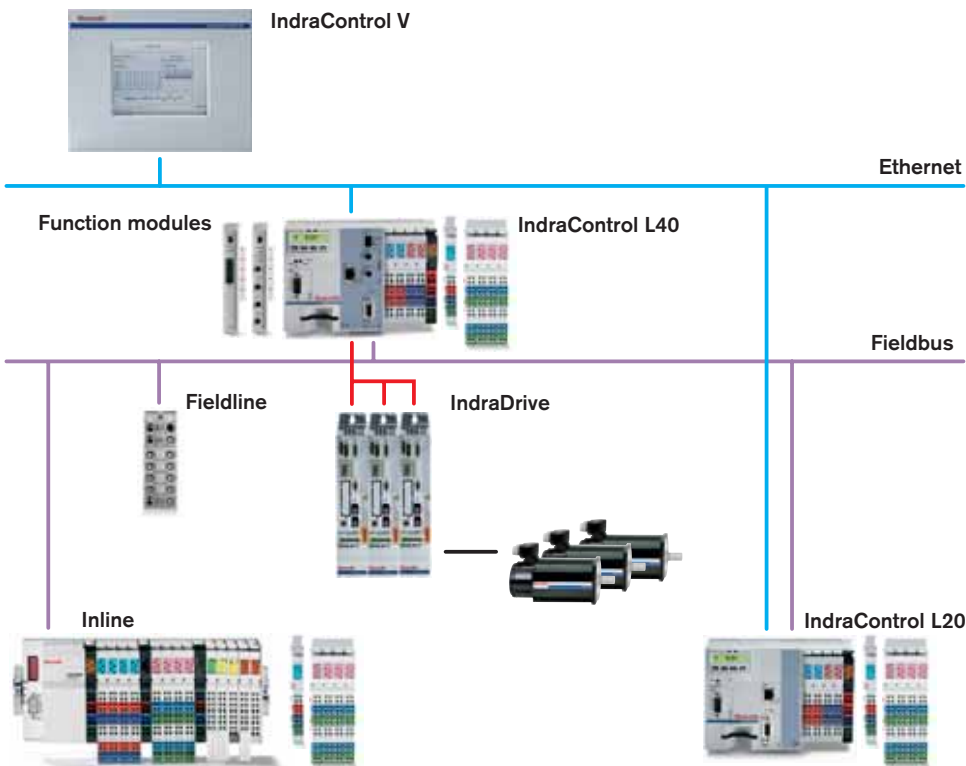 IndraControl V
Ethernet
Function modules
IndraControl L40
Fieldbus
Fieldline
IndraDrive
Inline
IndraControl L20